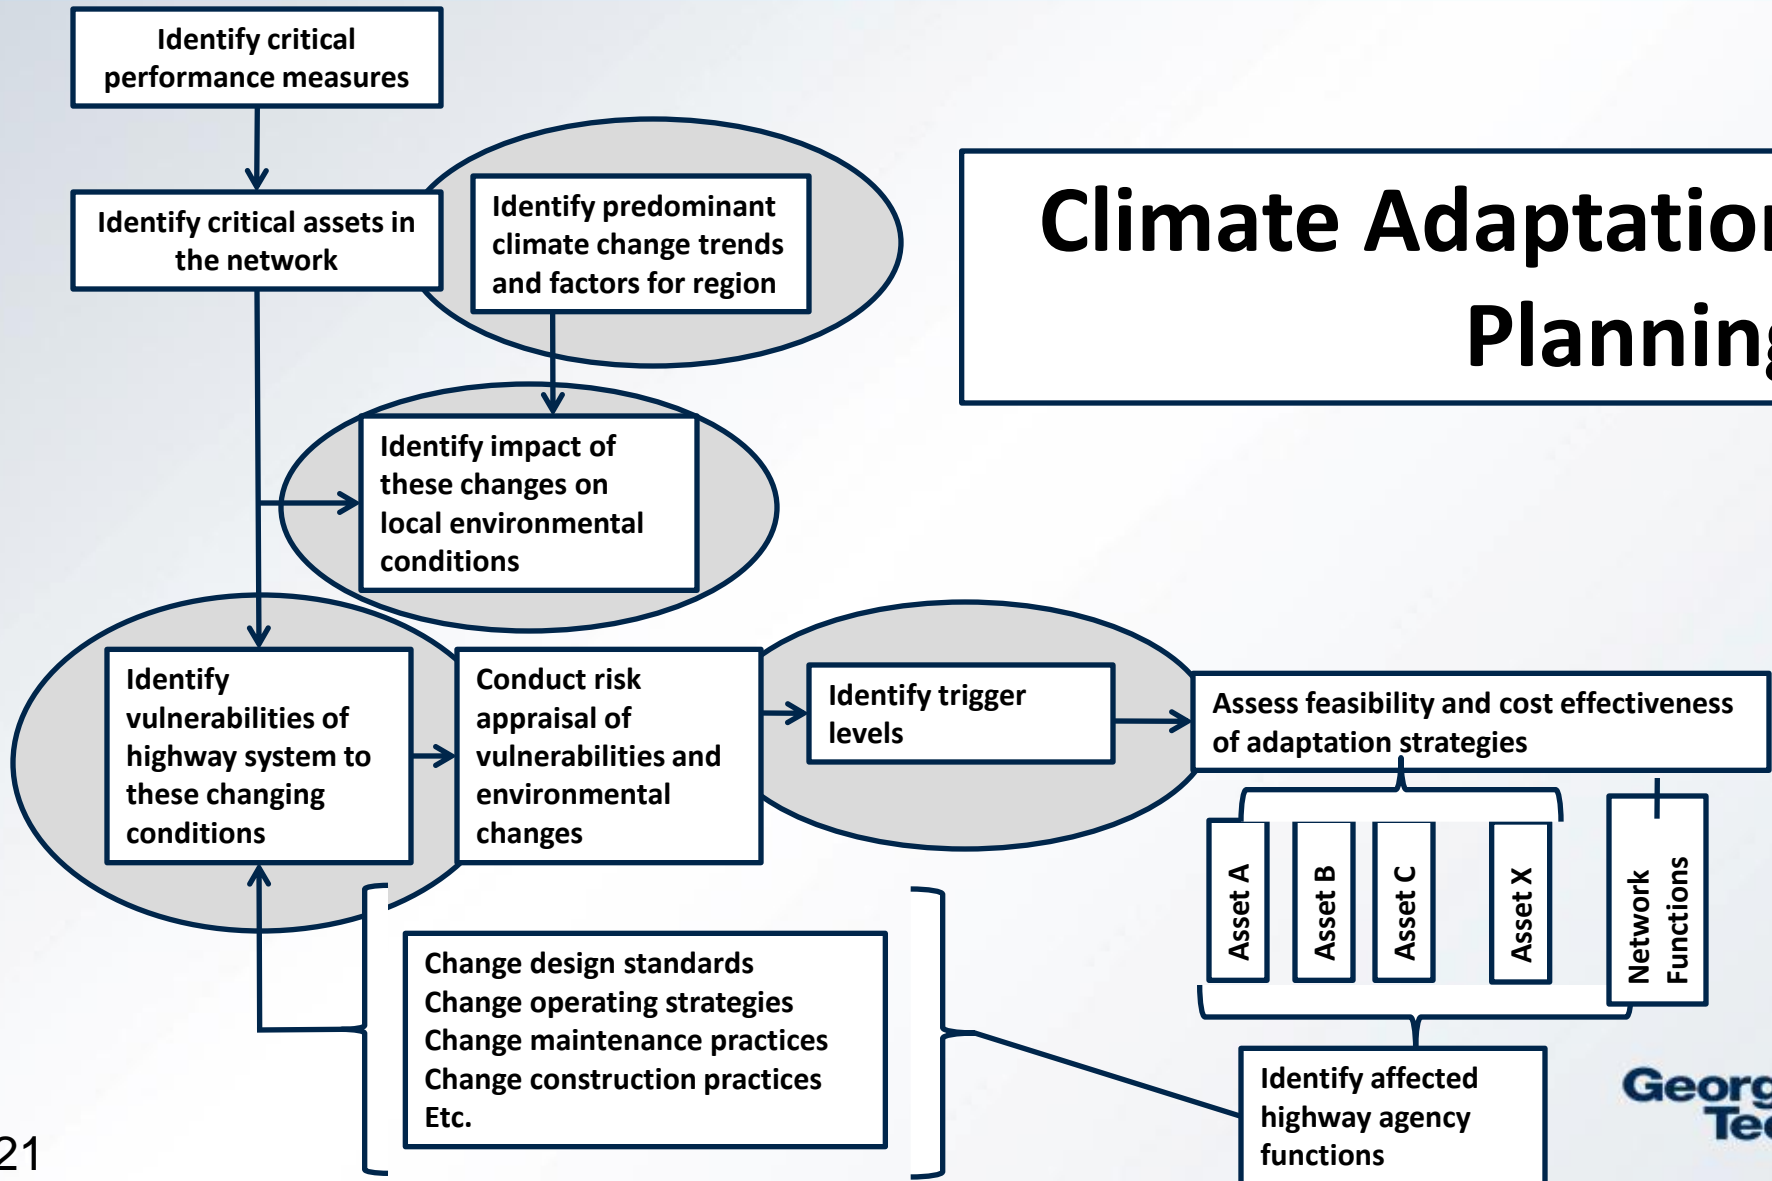 Identify critical
performance measures
Identify critical assets in
the network
Identify predominant
climate change trends
and factors for region
Climate Adaptation
Planning
Identify impact of
these changes on
local environmental
conditions
Identify
vulnerabilities of
highway system to
these changing
conditions
Conduct risk
appraisal of
vulnerabilities and
environmental
changes
Identify trigger
levels
Assess feasibility and cost effectiveness
of adaptation strategies
Asset A
Asset B
Asset C
Asset X
Network
Functions
Change design standards
Change operating strategies
Change maintenance practices
Change construction practices
Etc.
Identify affected
highway agency
functions
Georg
Tec
21